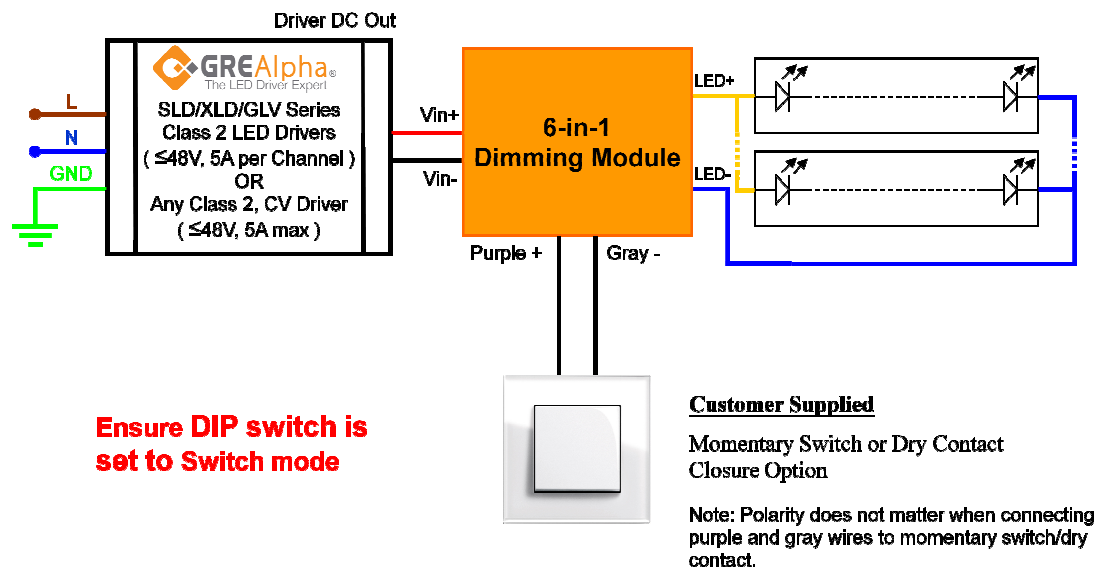 Driver DC Out
GREAlpha®
The LED Driver Expert
SLD/XLD/GLV Series
Class 2 LED Drivers
( ≤48V, 5A per Channel )
OR
Any Class 2, CV Driver
( ≤48V, 5A max )
L
N
GND
Vin+
Vin-
6-in-1
Dimming Module
LED+
LED-
Purple +
Gray -
Ensure DIP switch is
set to Switch mode
Customer Supplied
Momentary Switch or Dry Contact
Closure Option
Note: Polarity does not matter when connecting
purple and gray wires to momentary switch/dry
contact.